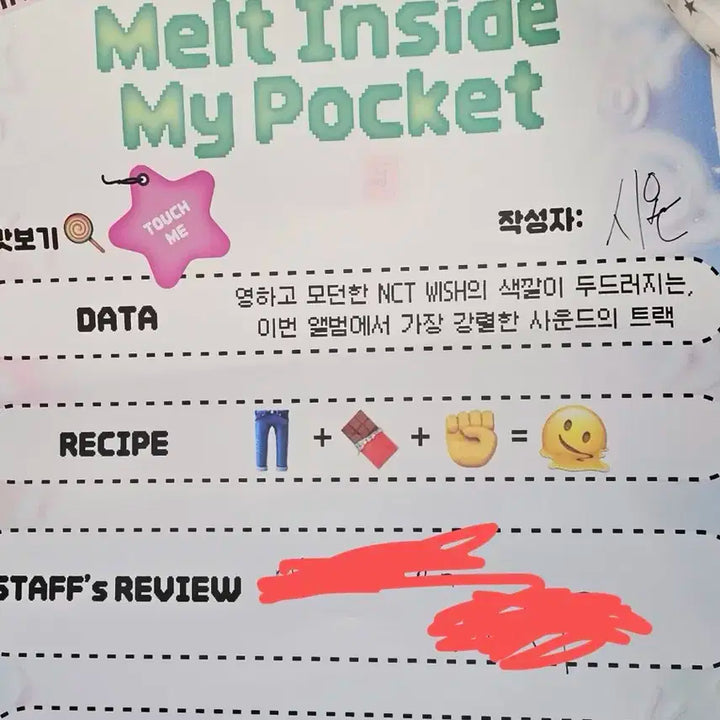 Melt Inside
My Pocket
맛보기
TOUCH
ME
작성자: 시온
DATA
영하고 모던한 NCT WISH의 색깔이 두드러지는,
이번 앨범에서 가장 강렬한 사운드의 트랙
RECIPE
+ + =
STAFF's REVIEW